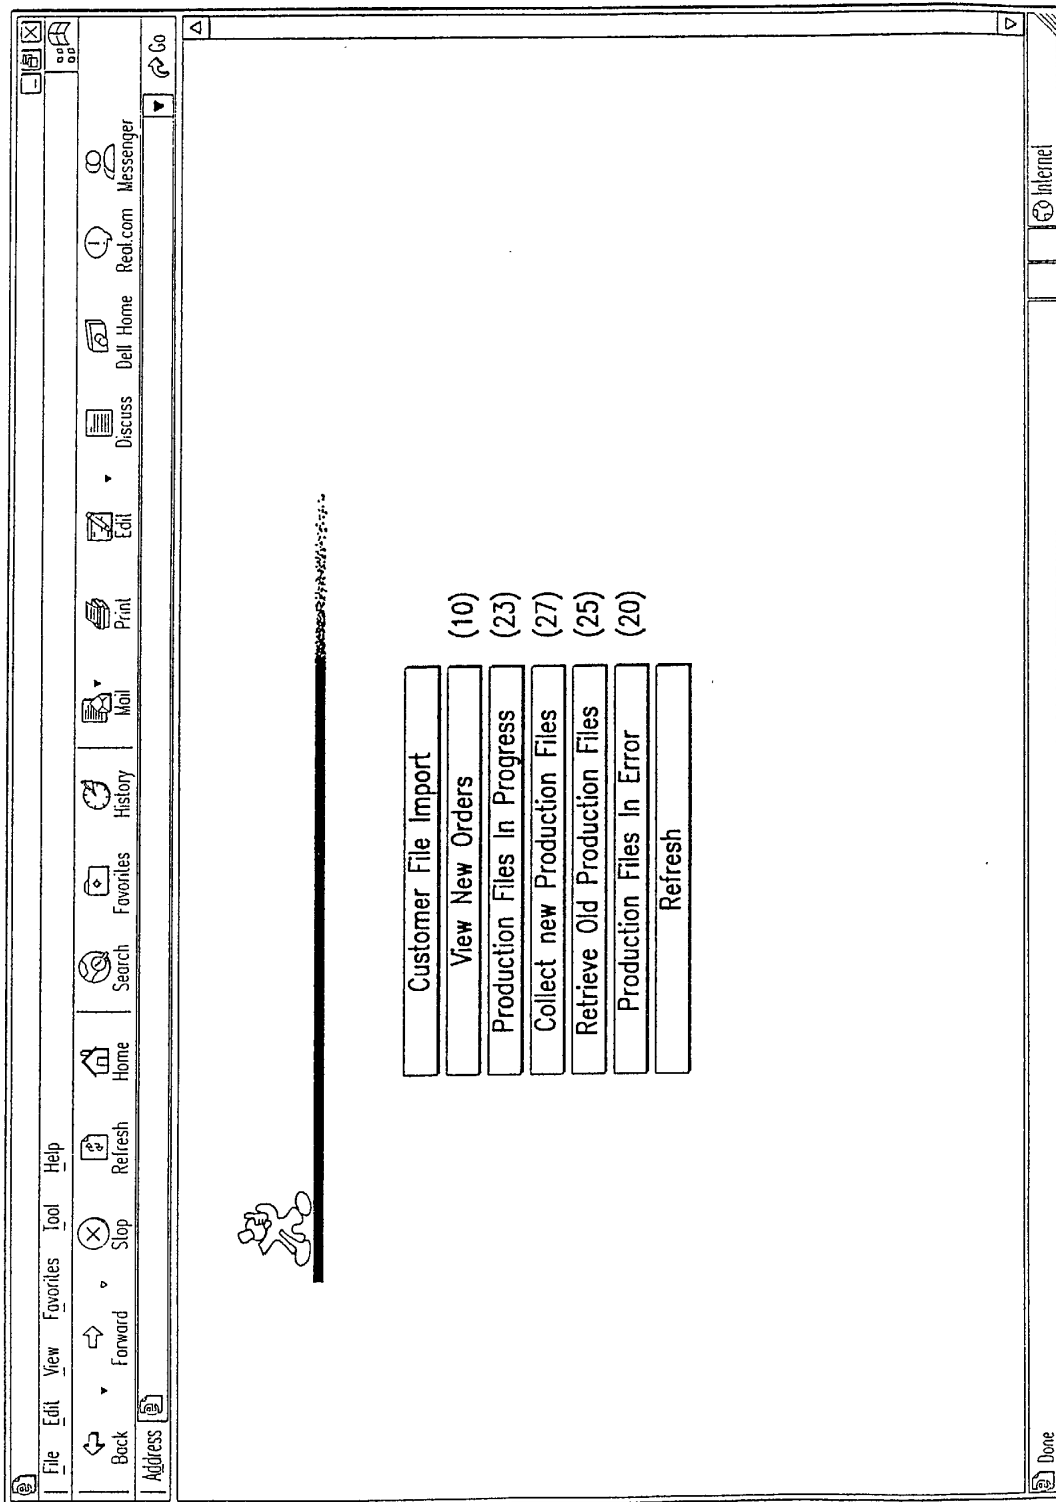 File Edit View Favorites Tool Help
Back Forward Stop Refresh Home Search Favorites History Mail Print Edit Discuss Dell Home Real.com Messenger
Address Go
Customer File Import
View New Orders (10)
Production Files In Progress (23)
Collect new Production Files (27)
Retrieve Old Production Files (25)
Production Files In Error (20)
Refresh
Done Internet